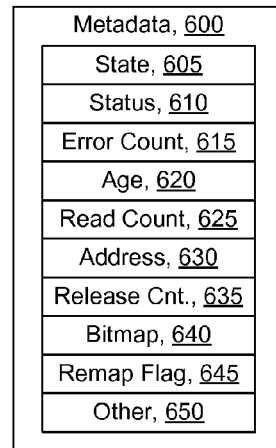 Metadata, 600
State, 605
Status, 610
Error Count, 615
Age, 620
Read Count, 625
Address, 630
Release Cnt., 635
Bitmap, 640
Remap Flag, 645
Other, 650